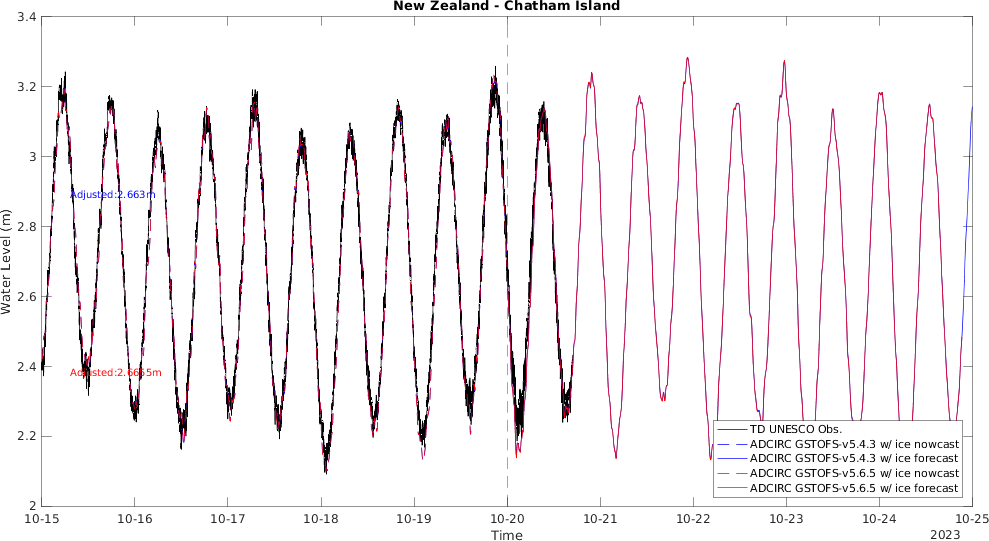 New Zealand - Chatham Island
3.4
3.2
3
2.8
2.6
2.4
2.2
2
Water Level (m)
Adjusted:2.663m
Adjusted:2.6665m
TD UNESCO Obs.
ADCIRC GSTOFS-v5.4.3 w/ ice nowcast
ADCIRC GSTOFS-v5.4.3 w/ ice forecast
ADCIRC GSTOFS-v5.6.5 w/ ice nowcast
ADCIRC GSTOFS-v5.6.5 w/ ice forecast
10-15 10-16 10-17 10-18 10-19 10-20 10-21 10-22 10-23 10-24 10-25
Time
2023